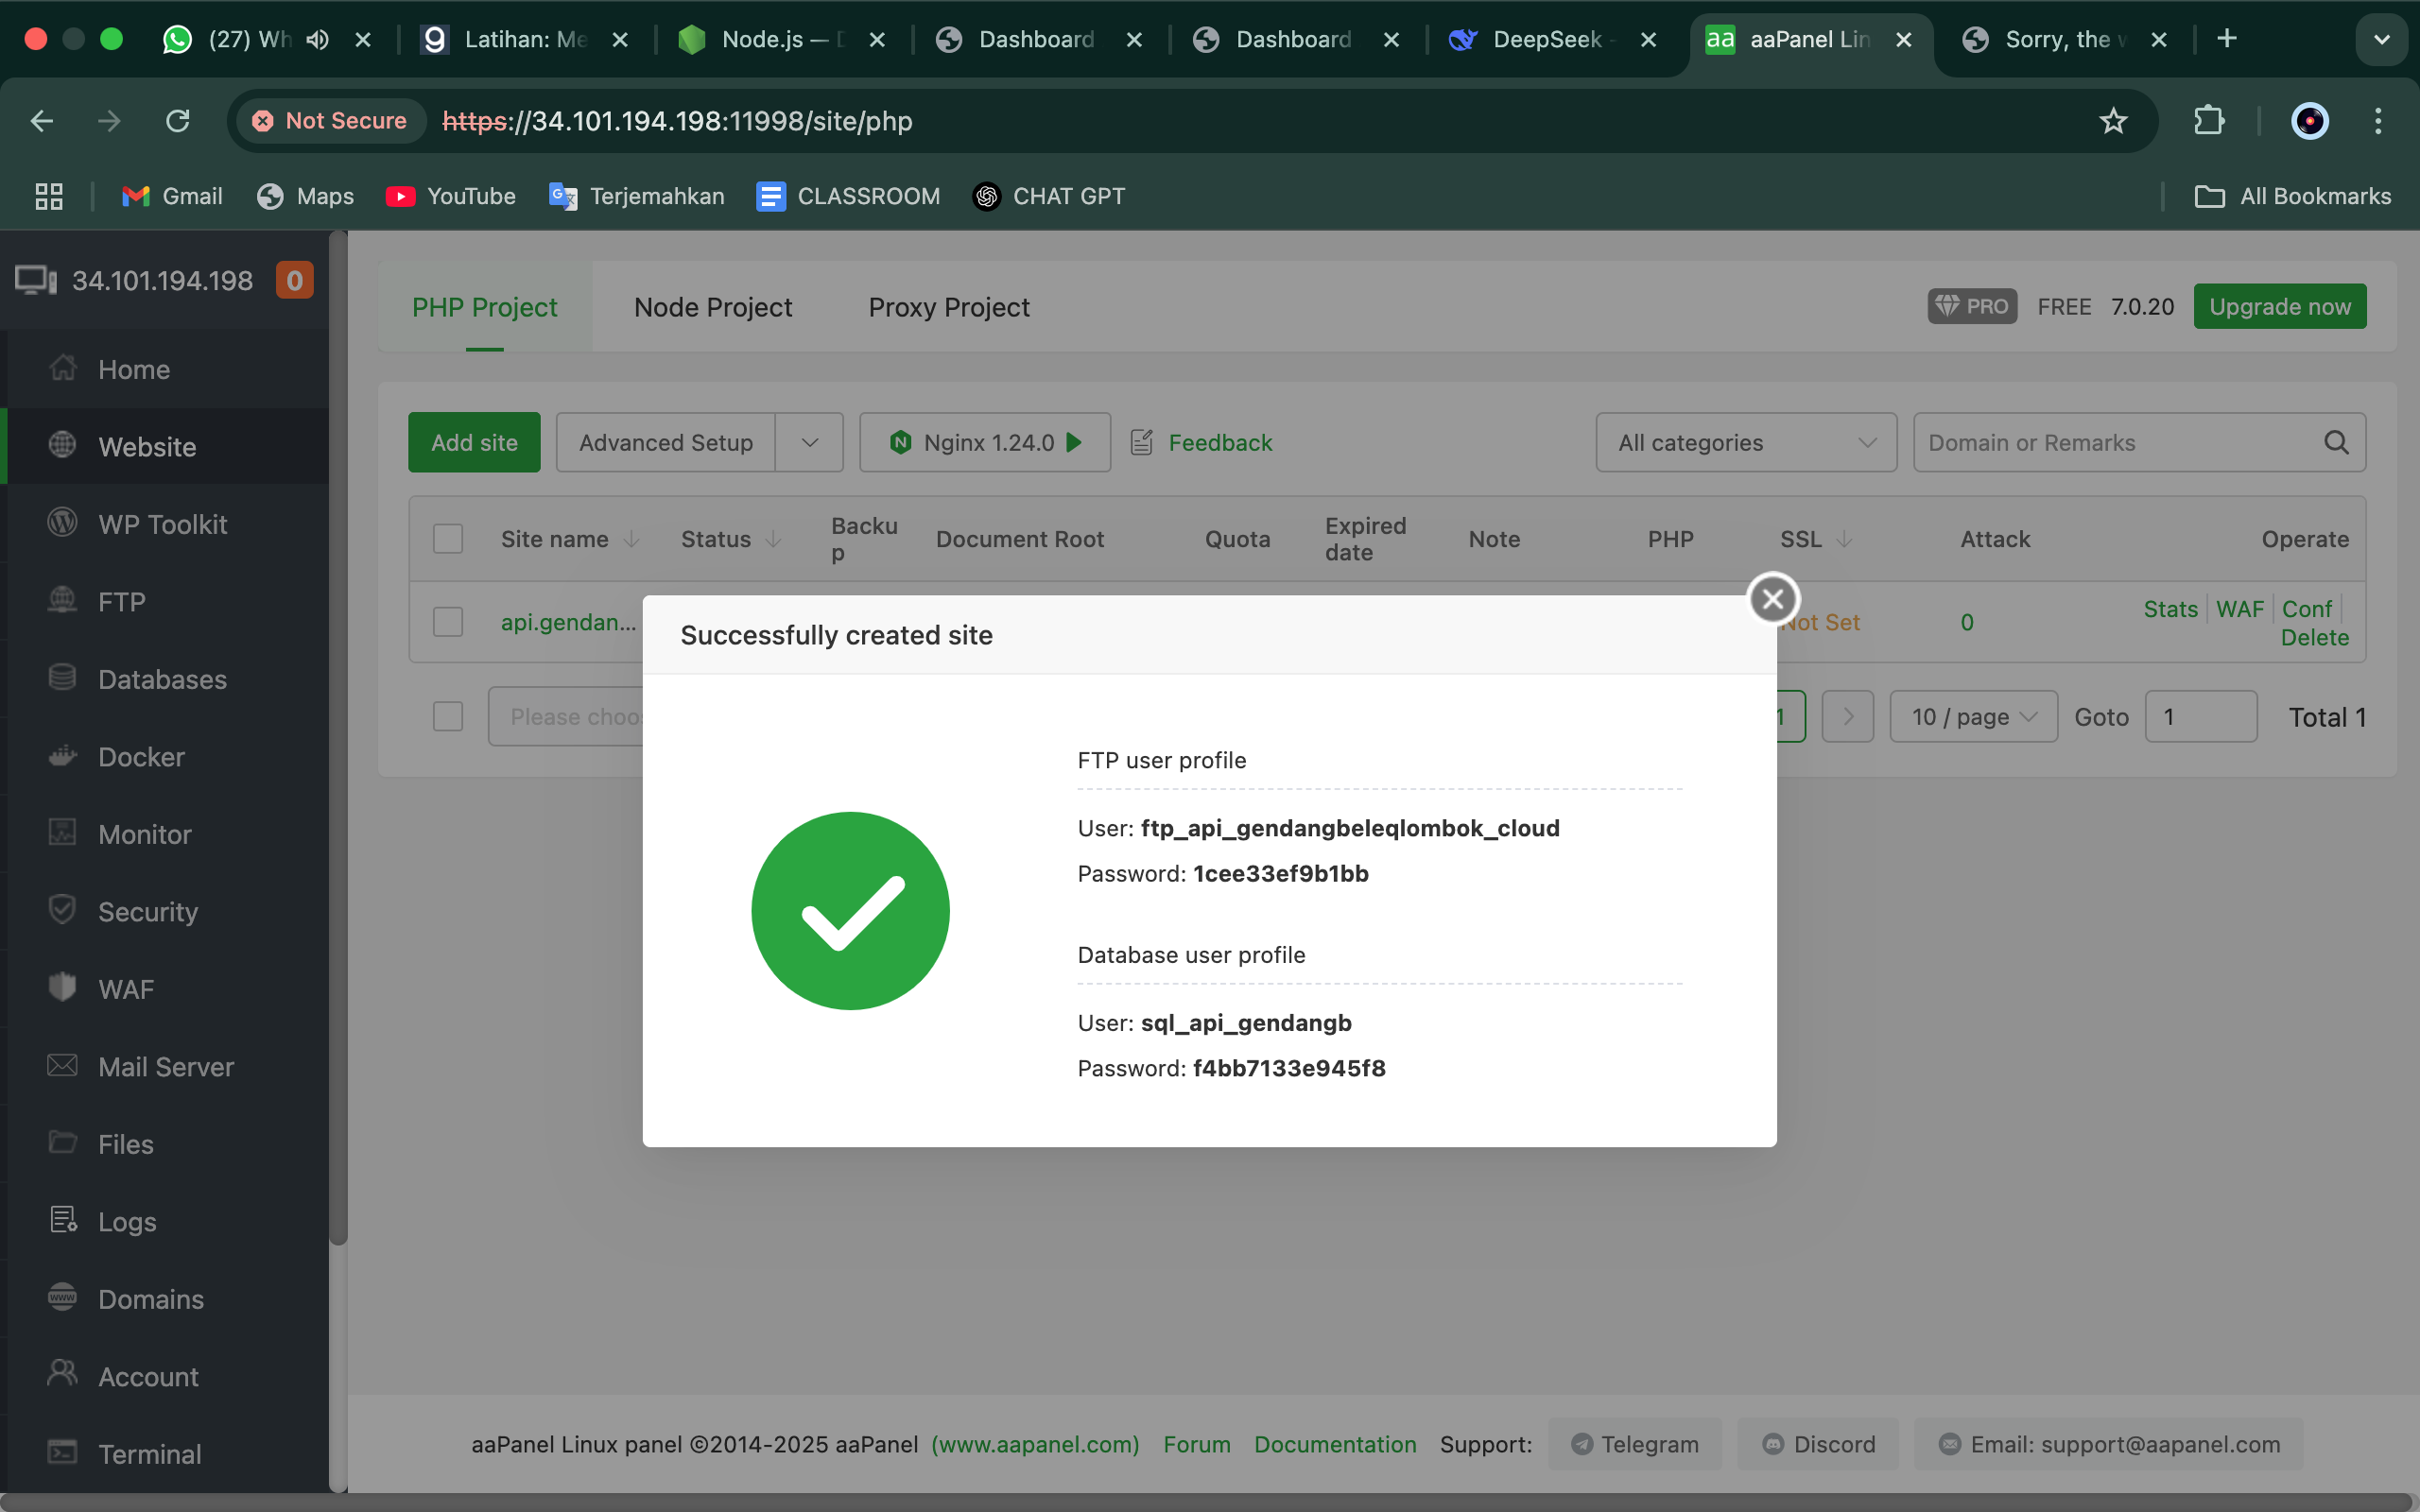 (27) Wh
Latihan: Me
Node.js — D
Dashboard
Dashboard
DeepSeek -
aa aaPanel Lin
Sorry, the w
Not Secure https://34.101.194.198:11998/site/php
Gmail
Maps
YouTube
Terjemahkan
CLASSROOM
CHAT GPT
All Bookmarks
34.101.194.198 0
Home
Website
WP Toolkit
FTP
Databases
Docker
Monitor
Security
WAF
Mail Server
Files
Logs
Domains
Account
Terminal
PHP Project
Node Project
Proxy Project
PRO FREE 7.0.20 Upgrade now
Add site
Advanced Setup
Nginx 1.24.0
Feedback
All categories
Domain or Remarks
Site name
Status
Backu
p
Document Root
Quota
Expired
date
Note
PHP
SSL
Attack
Operate
api.gendan...
Not Set
0
Stats WAF Conf
Delete
Please choo
1
10 / page
Goto 1
Total 1
Successfully created site
FTP user profile
User: ftp_api_gendangbeleqlombok_cloud
Password: 1cee33ef9b1bb
Database user profile
User: sql_api_gendangb
Password: f4bb7133e945f8
aaPanel Linux panel ©2014-2025 aaPanel (www.aapanel.com) Forum Documentation Support: Telegram Discord Email: support@aapanel.com